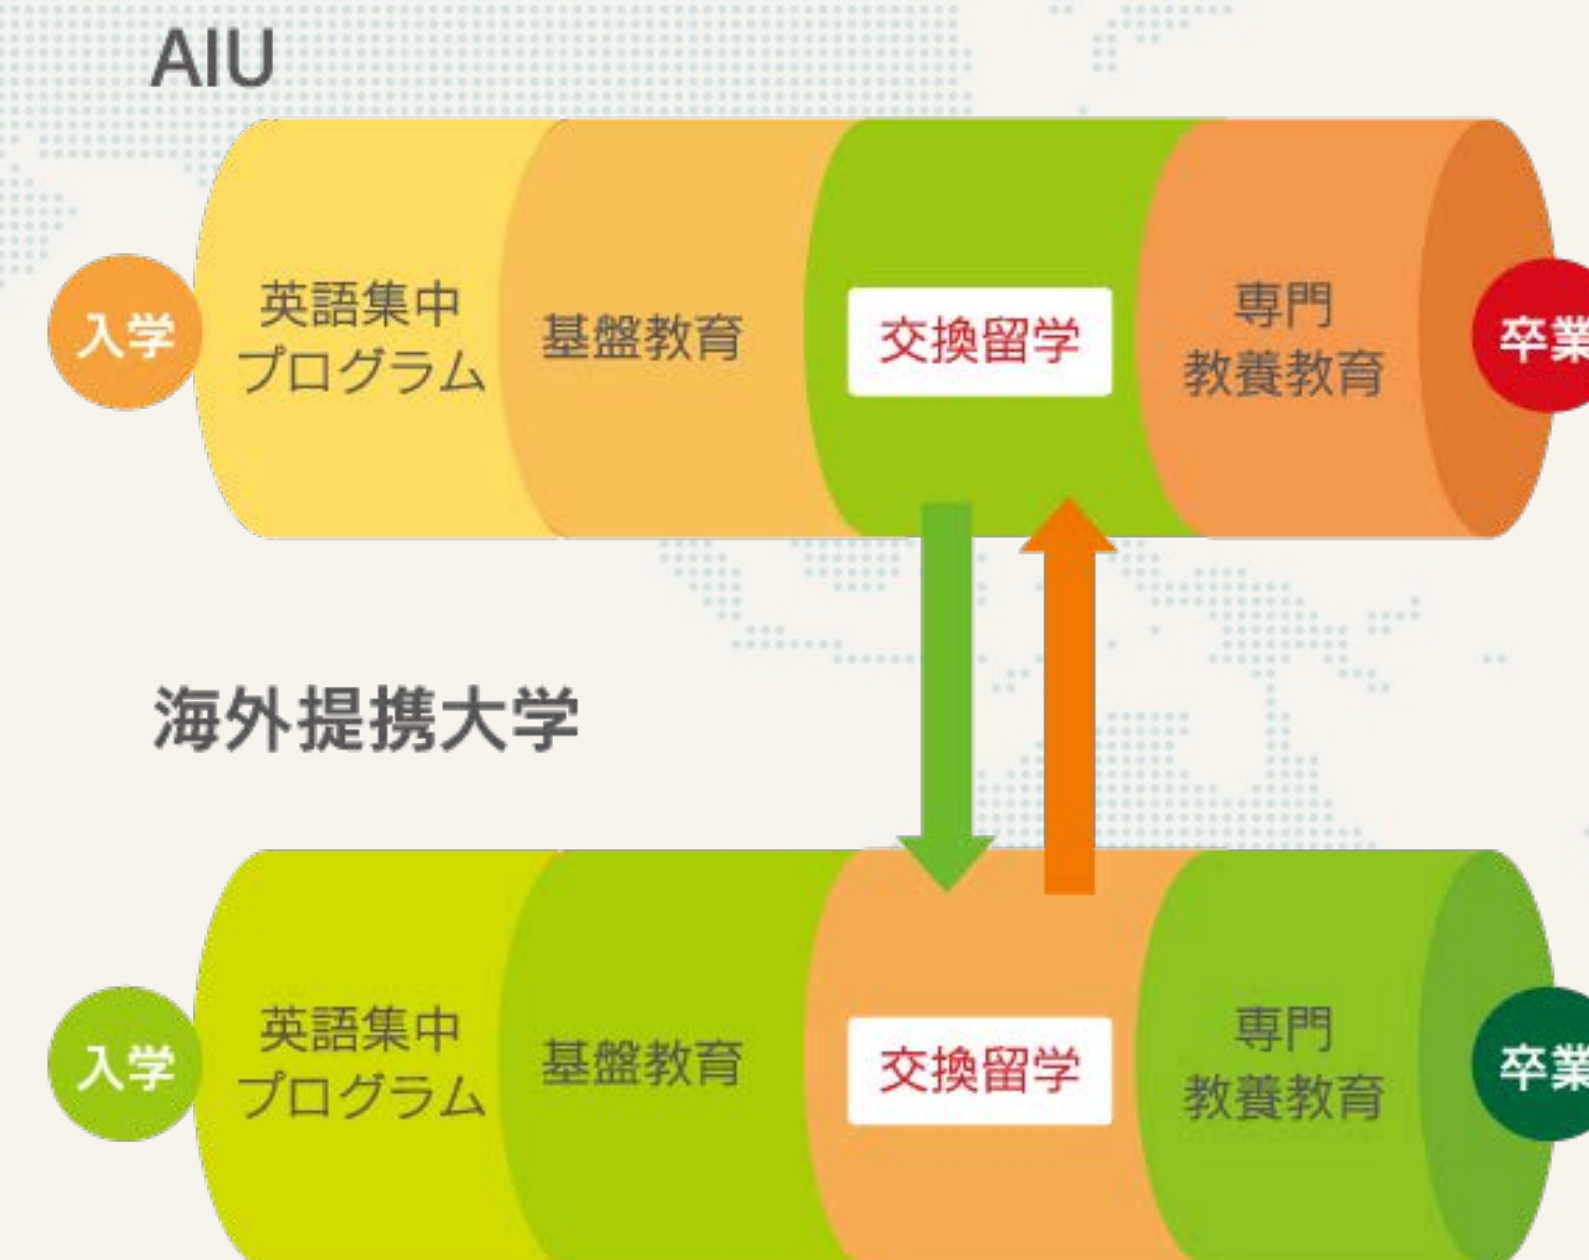 AIU
入学
英語集中
プログラム
基盤教育
交換留学
専門
教養教育
卒業
海外提携大学
入学
英語集中
プログラム
基盤教育
交換留学
専門
教養教育
卒業